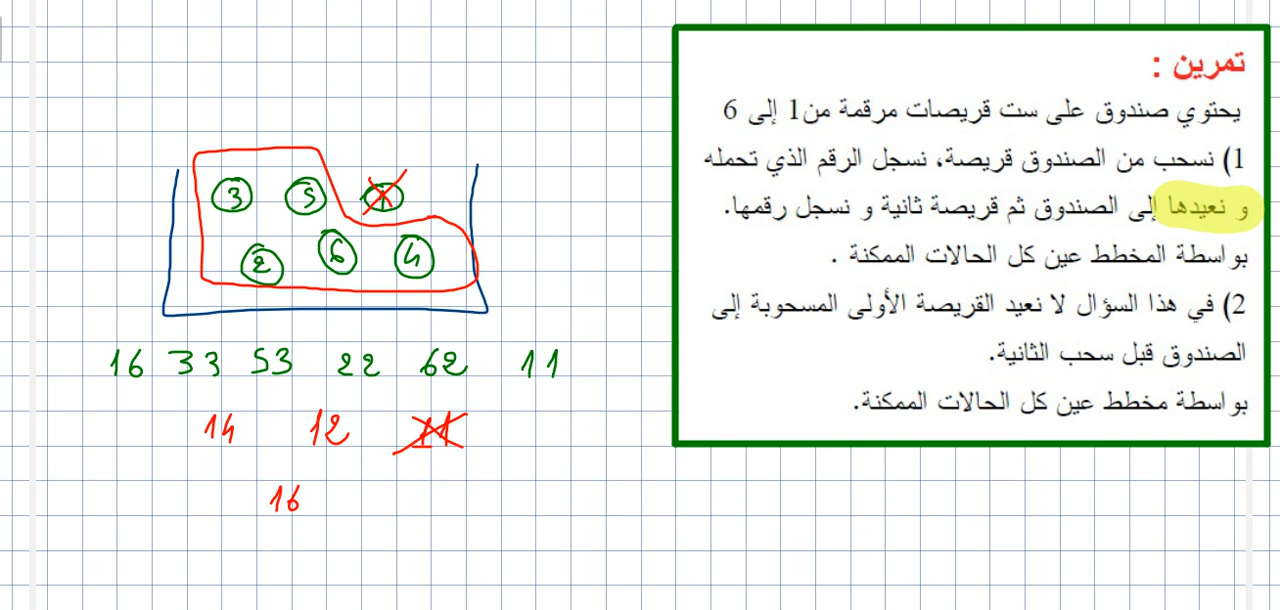 تمرين :
يحتوي صندوق على ست قريصات مرقمة من1 إلى 6
1) نسحب من الصندوق قريصة، نسجل الرقم الذي تحمله
و نعيدها إلى الصندوق ثم قريصة ثانية و نسجل رقمها.
بواسطة المخطط عين كل الحالات الممكنة .
2) في هذا السؤال لا نعيد القريصة الأولى المسحوبة إلى
الصندوق قبل سحب الثانية.
بواسطة مخطط عين كل الحالات الممكنة.
3 5 1
2 6 4
16 33 53 22 62 11
14 12 11
16